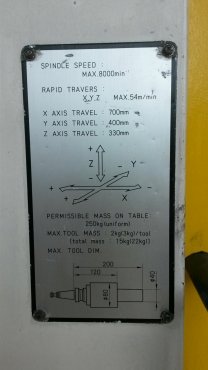 SPINDLE SPEED :
MAX.8000min⁻¹
RAPID TRAVERS :
X,Y,Z MAX.54m/min
X AXIS TRAVEL : 700mm
Y AXIS TRAVEL : 400mm
Z AXIS TRAVEL : 330mm
+ + − Y −
Z
− + X −
+
PERMISSIBLE MASS ON TABLE
250kg(uniform)
MAX.TOOL MASS : 2kg(3kg)/tool
(total mass : 15kg(22kg))
MAX. TOOL DIM.
200
120
ø80
ø40